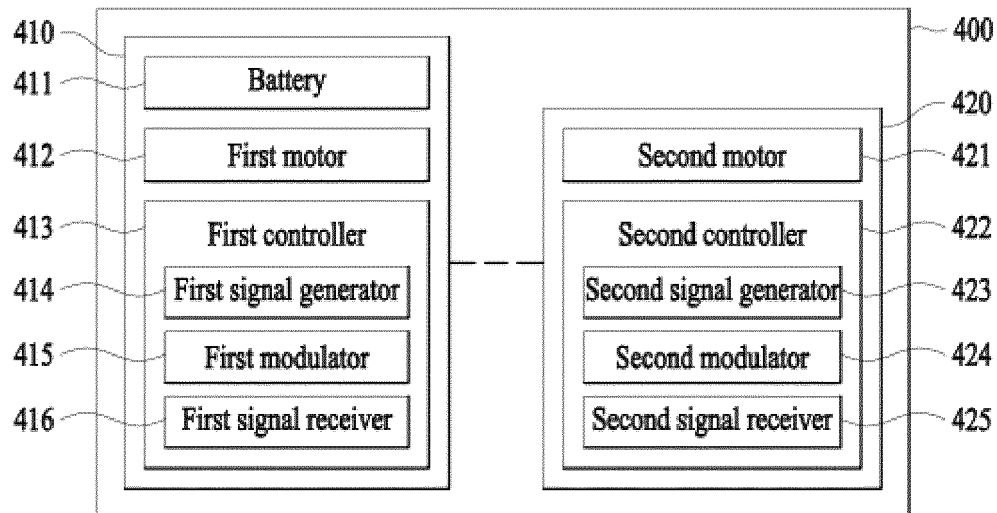 410
400
411
Battery
420
412
First motor
Second motor
421
413
First controller
Second controller
422
414
First signal generator
Second signal generator
423
415
First modulator
Second modulator
424
416
First signal receiver
Second signal receiver
425